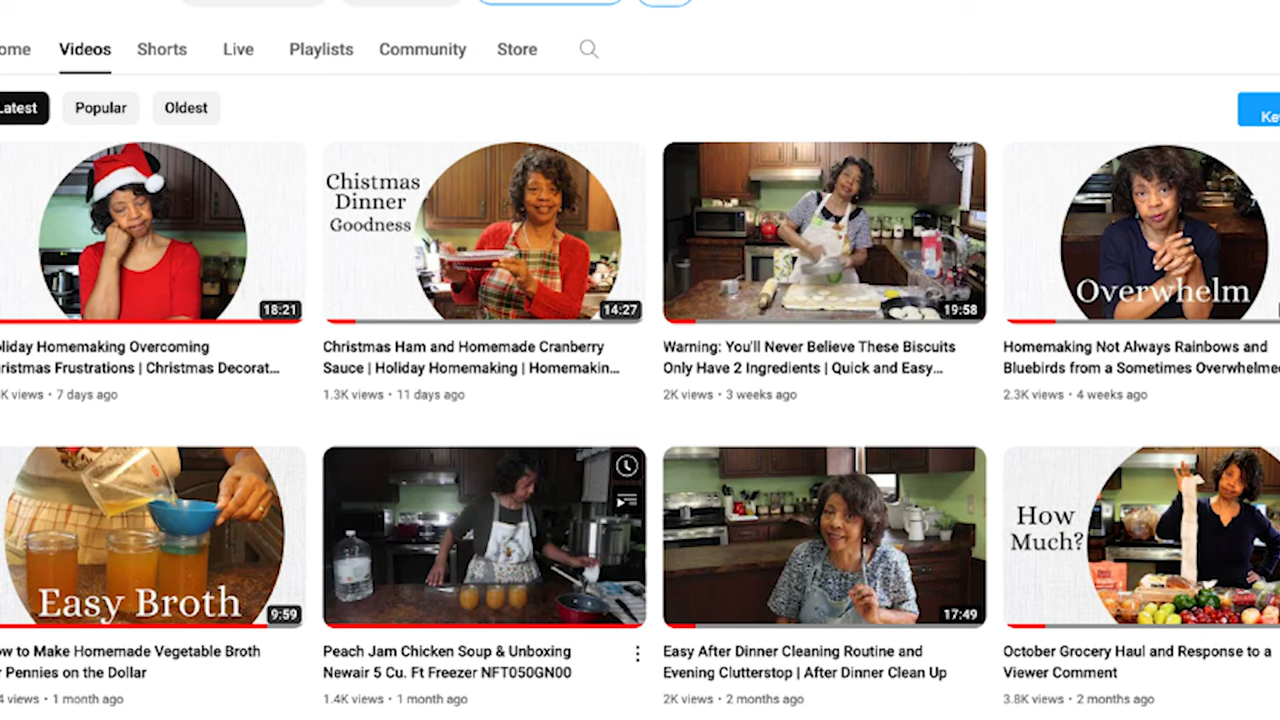 ome Videos Shorts Live Playlists Community Store
Latest Popular Oldest
Ke
18:21
Chistmas
Dinner
Goodness
14:27
19:58
Overwhelm
liday Homemaking Overcoming
ristmas Frustrations | Christmas Decorat...
K views • 7 days ago
Christmas Ham and Homemade Cranberry
Sauce | Holiday Homemaking | Homemakin...
1.3K views • 11 days ago
Warning: You'll Never Believe These Biscuits
Only Have 2 Ingredients | Quick and Easy...
2K views • 3 weeks ago
Homemaking Not Always Rainbows and
Bluebirds from a Sometimes Overwhelme
2.3K views • 4 weeks ago
Easy Broth
9:59
17:49
How
Much?
w to Make Homemade Vegetable Broth
r Pennies on the Dollar
4 views • 1 month ago
Peach Jam Chicken Soup & Unboxing
Newair 5 Cu. Ft Freezer NFT050GN00
1.4K views • 1 month ago
Easy After Dinner Cleaning Routine and
Evening Clutterstop | After Dinner Clean Up
2K views • 2 months ago
October Grocery Haul and Response to a
Viewer Comment
3.8K views • 2 months ago